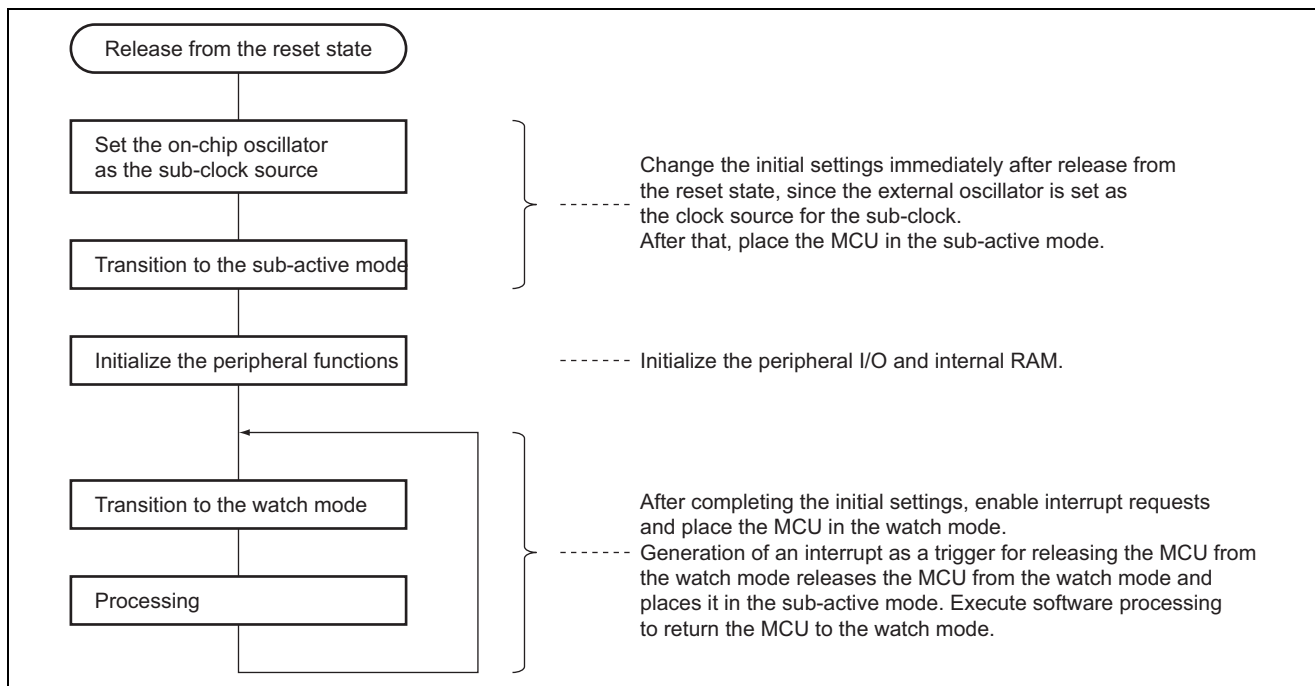 Release from the reset state
Set the on-chip oscillator
as the sub-clock source
Transition to the sub-active mode
Change the initial settings immediately after release from
the reset state, since the external oscillator is set as
the clock source for the sub-clock.
After that, place the MCU in the sub-active mode.
Initialize the peripheral functions
Initialize the peripheral I/O and internal RAM.
Transition to the watch mode
Processing
After completing the initial settings, enable interrupt requests
and place the MCU in the watch mode.
Generation of an interrupt as a trigger for releasing the MCU from
the watch mode releases the MCU from the watch mode and
places it in the sub-active mode. Execute software processing
to return the MCU to the watch mode.